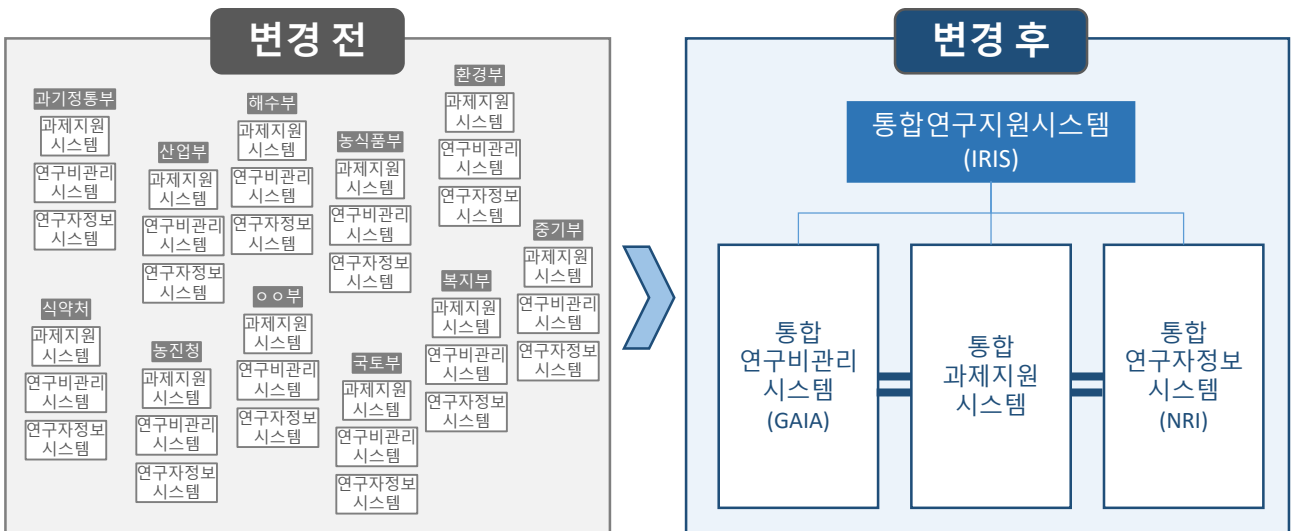 변경 전
과기정통부
과제지원
시스템
연구비관리
시스템
연구자정보
시스템
산업부
과제지원
시스템
연구비관리
시스템
연구자정보
시스템
해수부
과제지원
시스템
연구비관리
시스템
연구자정보
시스템
농식품부
과제지원
시스템
연구비관리
시스템
연구자정보
시스템
환경부
과제지원
시스템
연구비관리
시스템
연구자정보
시스템
중기부
과제지원
시스템
연구비관리
시스템
연구자정보
시스템
식약처
과제지원
시스템
연구비관리
시스템
연구자정보
시스템
농진청
과제지원
시스템
연구비관리
시스템
연구자정보
시스템
ㅇㅇ부
과제지원
시스템
연구비관리
시스템
연구자정보
시스템
국토부
과제지원
시스템
연구비관리
시스템
연구자정보
시스템
복지부
과제지원
시스템
연구비관리
시스템
연구자정보
시스템
변경 후
통합연구지원시스템
(IRIS)
통합
연구비관리
시스템
(GAIA)
통합
과제지원
시스템
통합
연구자정보
시스템
(NRI)